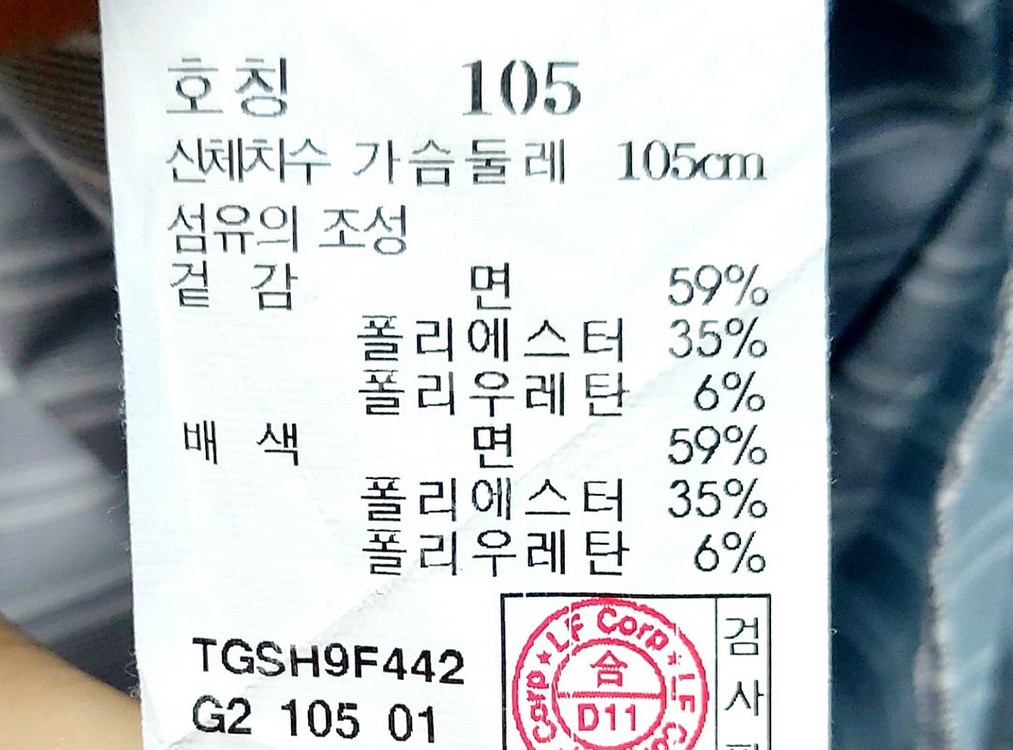 호칭 105
신체치수 가슴둘레 105cm
섬유의 조성
겉감 면 59%
폴리에스터 35%
폴리우레탄 6%
배색 면 59%
폴리에스터 35%
폴리우레탄 6%
TGSH9F442
G2 105 01
LF Corp ★ LF Co
Corp ★
合
D11
검사